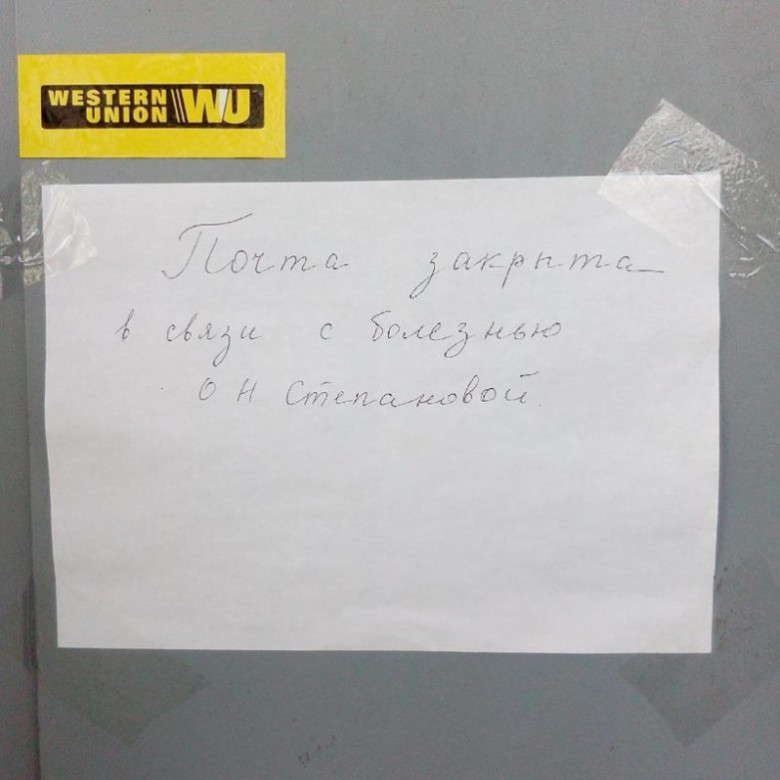 WESTERN
UNION WU
Почта закрыта
в связи с болезнью
О Н Степановой